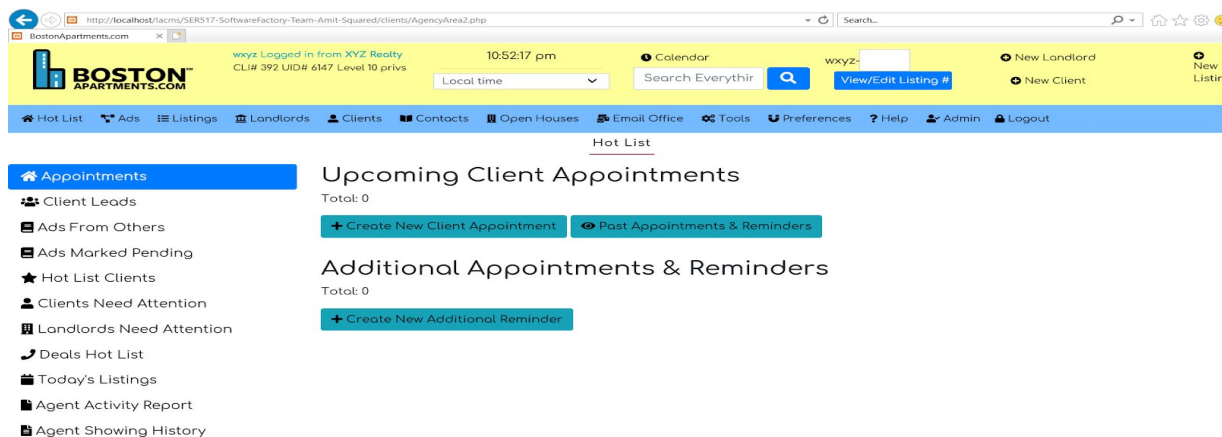 http://localhost/lacms/SER517-SoftwareFactory-Team-Amit-Squared/clients/AgencyArea2.php
Search...
BostonApartments.com
BOSTON™
APARTMENTS.COM
wxyz Logged in from XYZ Realty
CLI# 392 UID# 6147 Level 10 privs
10:52:17 pm
Local time
Calendar
Search Everythir
wxyz-
View/Edit Listing #
New Landlord
New Client
New
Listin
Hot List Ads Listings Landlords Clients Contacts Open Houses Email Office Tools Preferences ? Help Admin Logout
Hot List
Appointments
Client Leads
Ads From Others
Ads Marked Pending
Hot List Clients
Clients Need Attention
Landlords Need Attention
Deals Hot List
Today's Listings
Agent Activity Report
Agent Showing History
Upcoming Client Appointments
Total: 0
+ Create New Client Appointment Past Appointments & Reminders
Additional Appointments & Reminders
Total: 0
+ Create New Additional Reminder